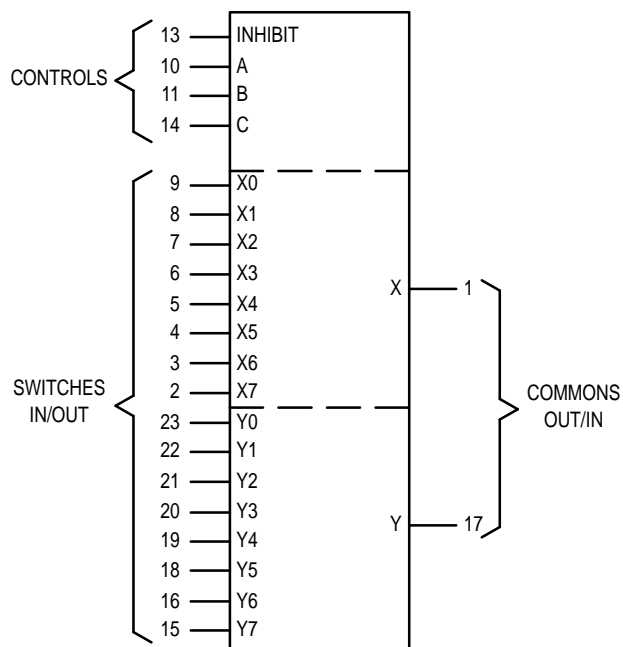 CONTROLS
13 INHIBIT
10 A
11 B
14 C
SWITCHES
IN/OUT
9 X0
8 X1
7 X2
6 X3
5 X4
4 X5
3 X6
2 X7
23 Y0
22 Y1
21 Y2
20 Y3
19 Y4
18 Y5
16 Y6
15 Y7
X 1
Y 17
COMMONS
OUT/IN